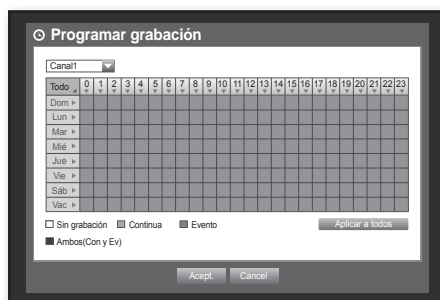 Programar grabación
Canal1
Todo 0 1 2 3 4 5 6 7 8 9 10 11 12 13 14 15 16 17 18 19 20 21 22 23
Dom
Lun
Mar
Mié
Jue
Vie
Sáb
Vac
Sin grabación Continua Evento Aplicar a todos
Ambos(Con y Ev)
Acept. Cancel